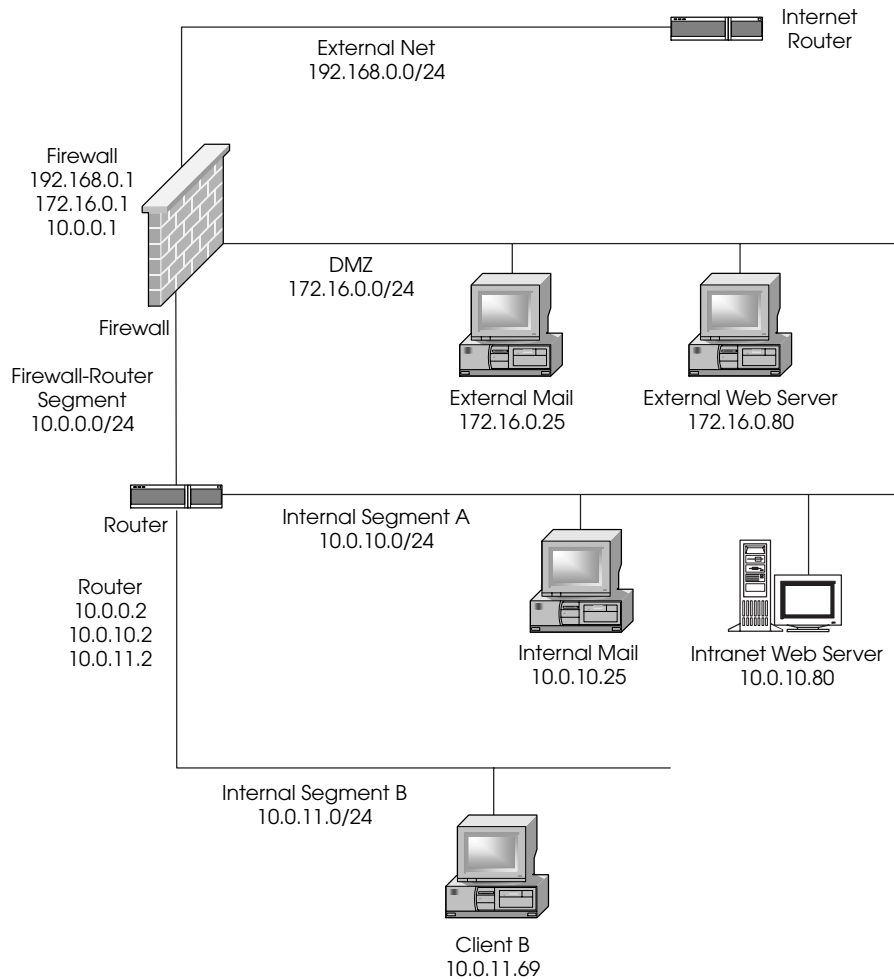 Internet
Router
External Net
192.168.0.0/24
Firewall
192.168.0.1
172.16.0.1
10.0.0.1
DMZ
172.16.0.0/24
Firewall
External Mail
172.16.0.25
External Web Server
172.16.0.80
Firewall-Router
Segment
10.0.0.0/24
Router
Internal Segment A
10.0.10.0/24
Router
10.0.0.2
10.0.10.2
10.0.11.2
Internal Mail
10.0.10.25
Intranet Web Server
10.0.10.80
Internal Segment B
10.0.11.0/24
Client B
10.0.11.69